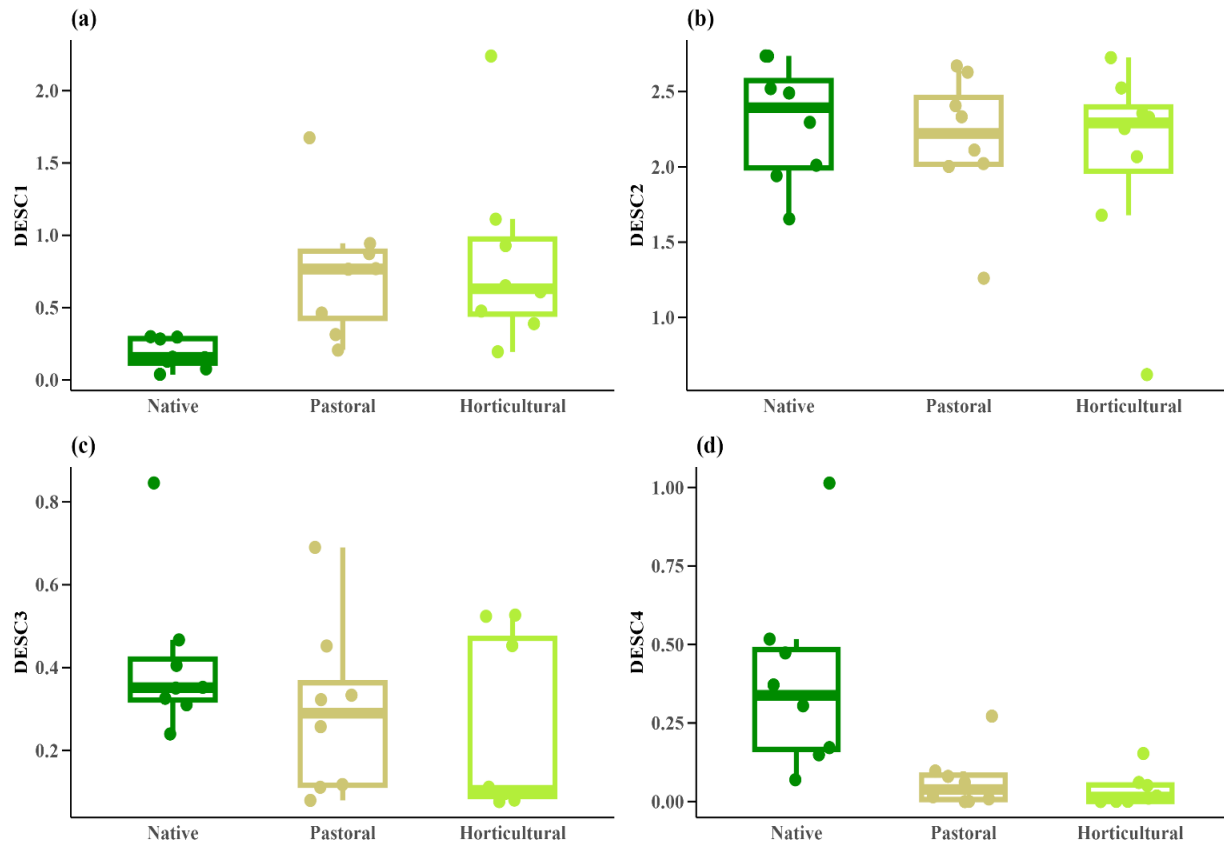 (a)
DESC1
2.0
1.5
1.0
0.5
0.0
Native Pastoral Horticultural
(b)
DESC2
2.5
2.0
1.5
1.0
Native Pastoral Horticultural
(c)
DESC3
0.8
0.6
0.4
0.2
Native Pastoral Horticultural
(d)
DESC4
1.00
0.75
0.50
0.25
0.00
Native Pastoral Horticultural